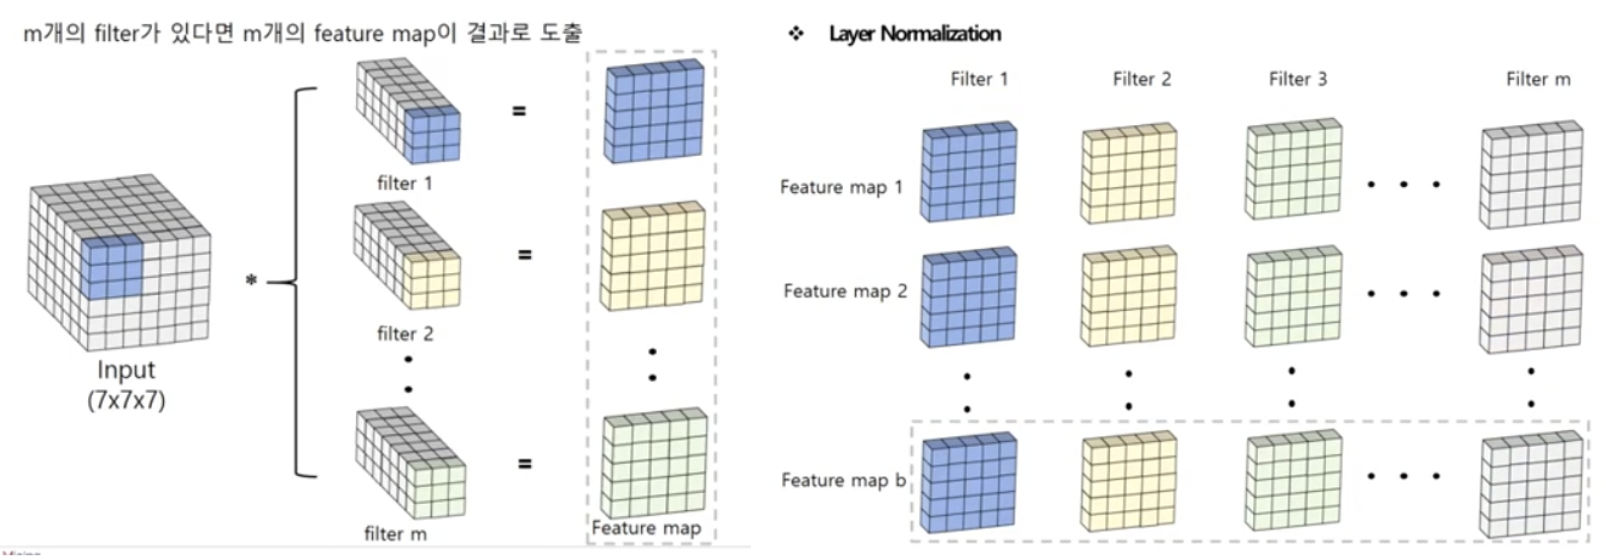 m개의 filter가 있다면 m개의 feature map이 결과로 도출
filter 1
=
Input
(7x7x7)
*
filter 2
=
filter m
=
Feature map
❖ Layer Normalization
Filter 1 Filter 2 Filter 3 Filter m
Feature map 1
Feature map 2
Feature map b